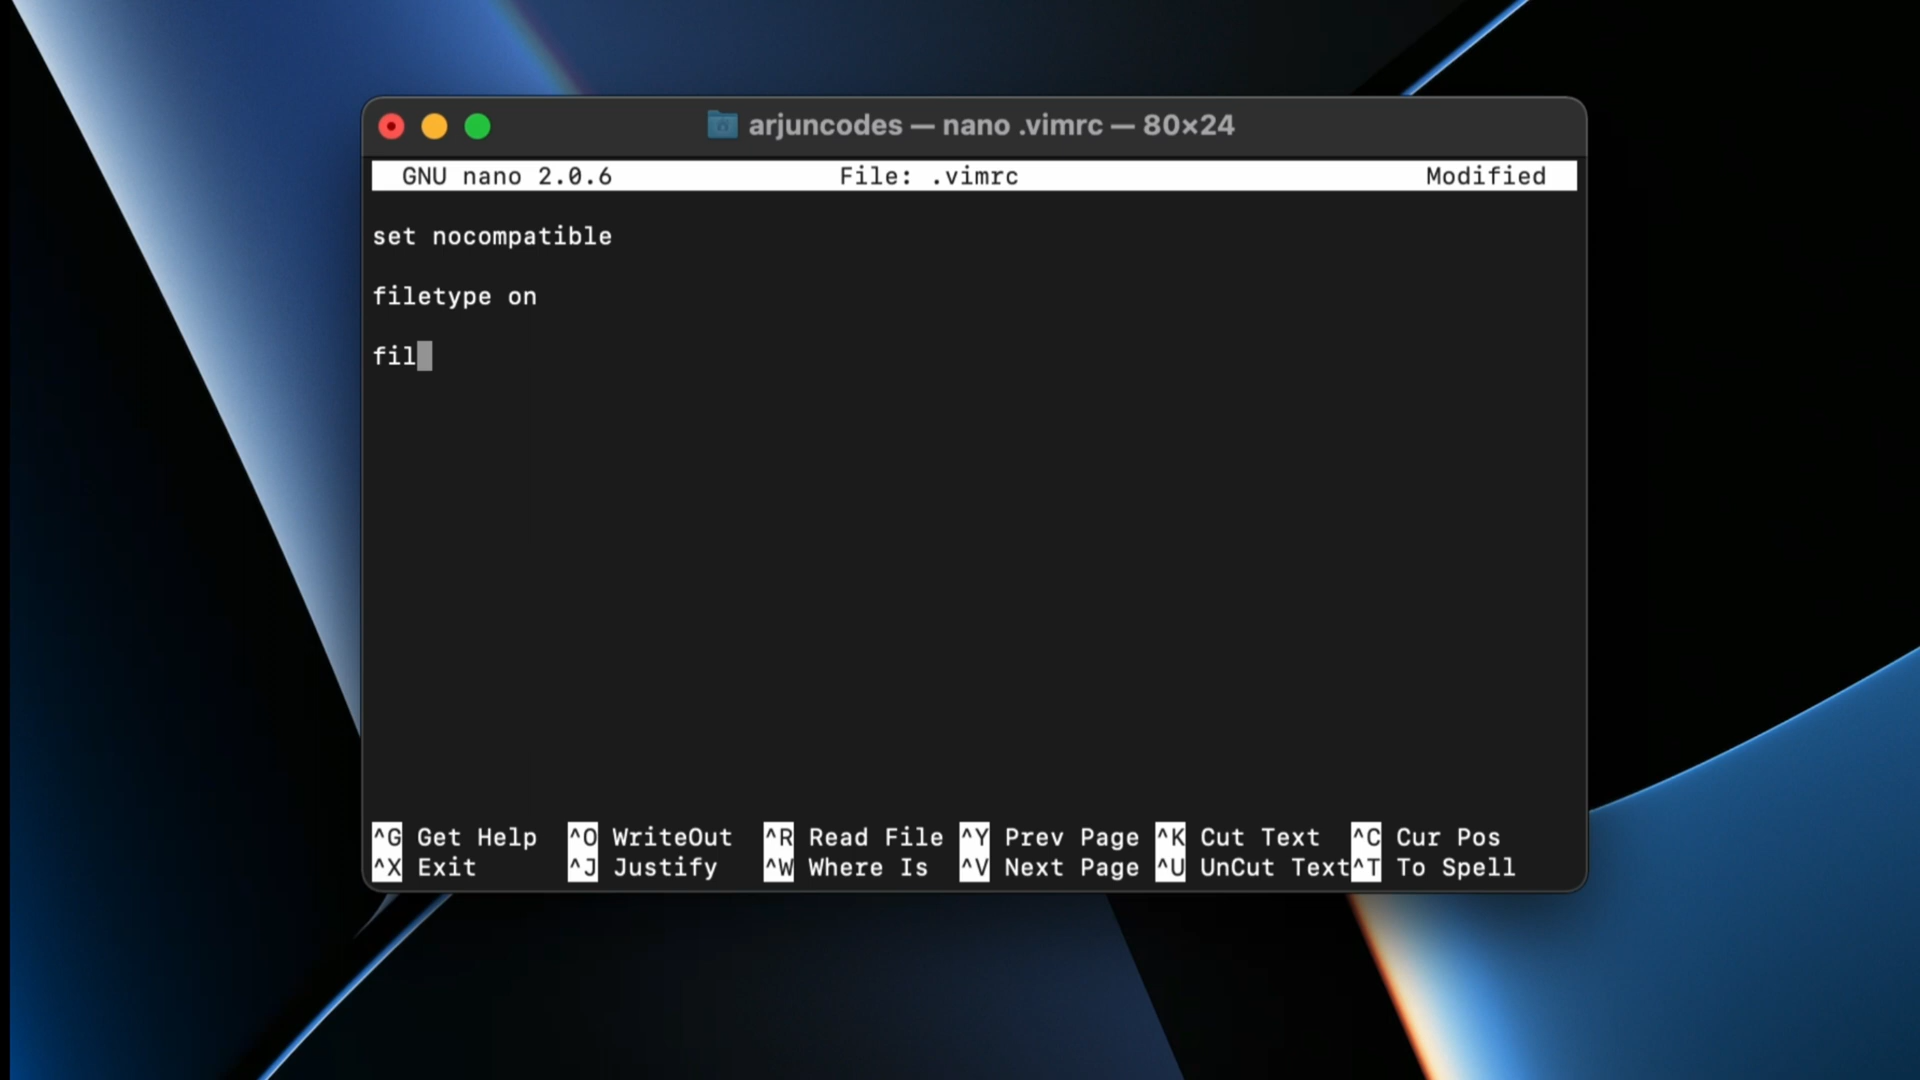 arjuncodes — nano .vimrc — 80×24
GNU nano 2.0.6 File: .vimrc Modified
set nocompatible
filetype on
fil
^G Get Help ^O WriteOut ^R Read File ^Y Prev Page ^K Cut Text ^C Cur Pos
^X Exit ^J Justify ^W Where Is ^V Next Page ^U UnCut Text ^T To Spell